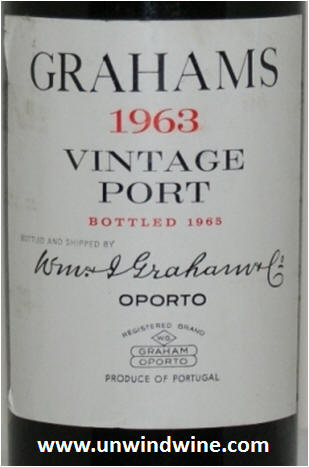 GRAHAMS
1963
VINTAGE
PORT
BOTTLED 1965
BOTTLED AND SHIPPED BY
Wm. & J Graham & Co
OPORTO
REGISTERED BRAND
W.G.
GRAHAM
OPORTO
PRODUCE OF PORTUGAL
www.unwindwine.com